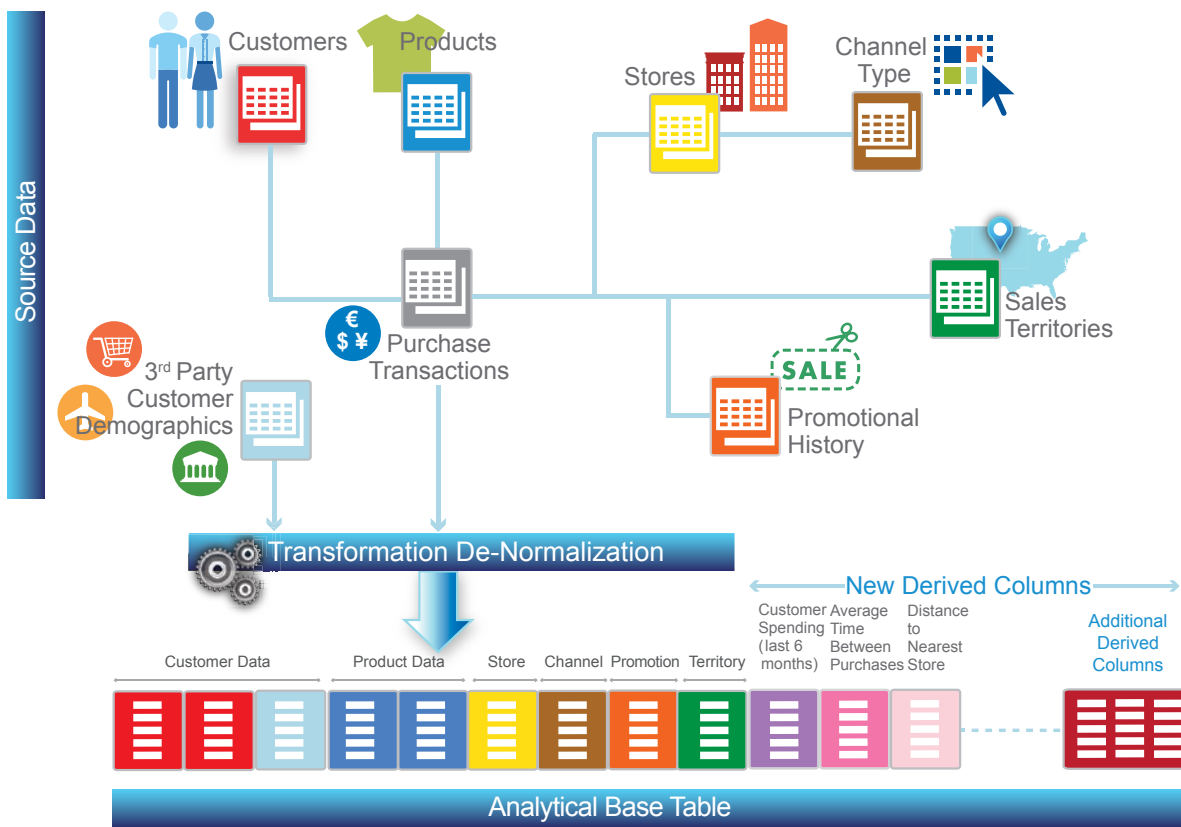 Source Data
Customers
Products
Stores
Channel
Type
€
$ ¥
Purchase
Transactions
Sales
Territories
SALE
Promotional
History
3rd Party
Customer
Demographics
Transformation De-Normalization
New Derived Columns
Customer
Spending
(last 6
months)
Average
Time
Between
Purchases
Distance
to
Nearest
Store
Additional
Derived
Columns
Customer Data
Product Data
Store
Channel
Promotion
Territory
Analytical Base Table